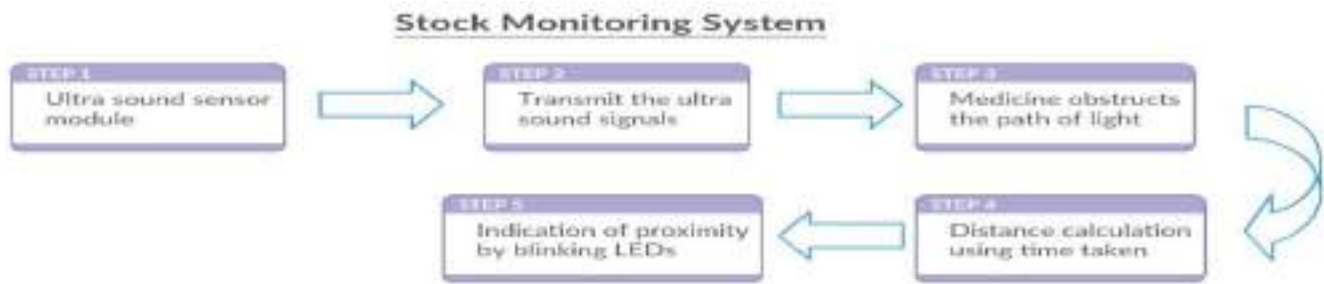 Stock Monitoring System
STEP 1
Ultra sound sensor
module
STEP 2
Transmit the ultra
sound signals
STEP 3
Medicine obstructs
the path of light
STEP 4
Distance calculation
using time taken
STEP 5
Indication of proximity
by blinking LEDs